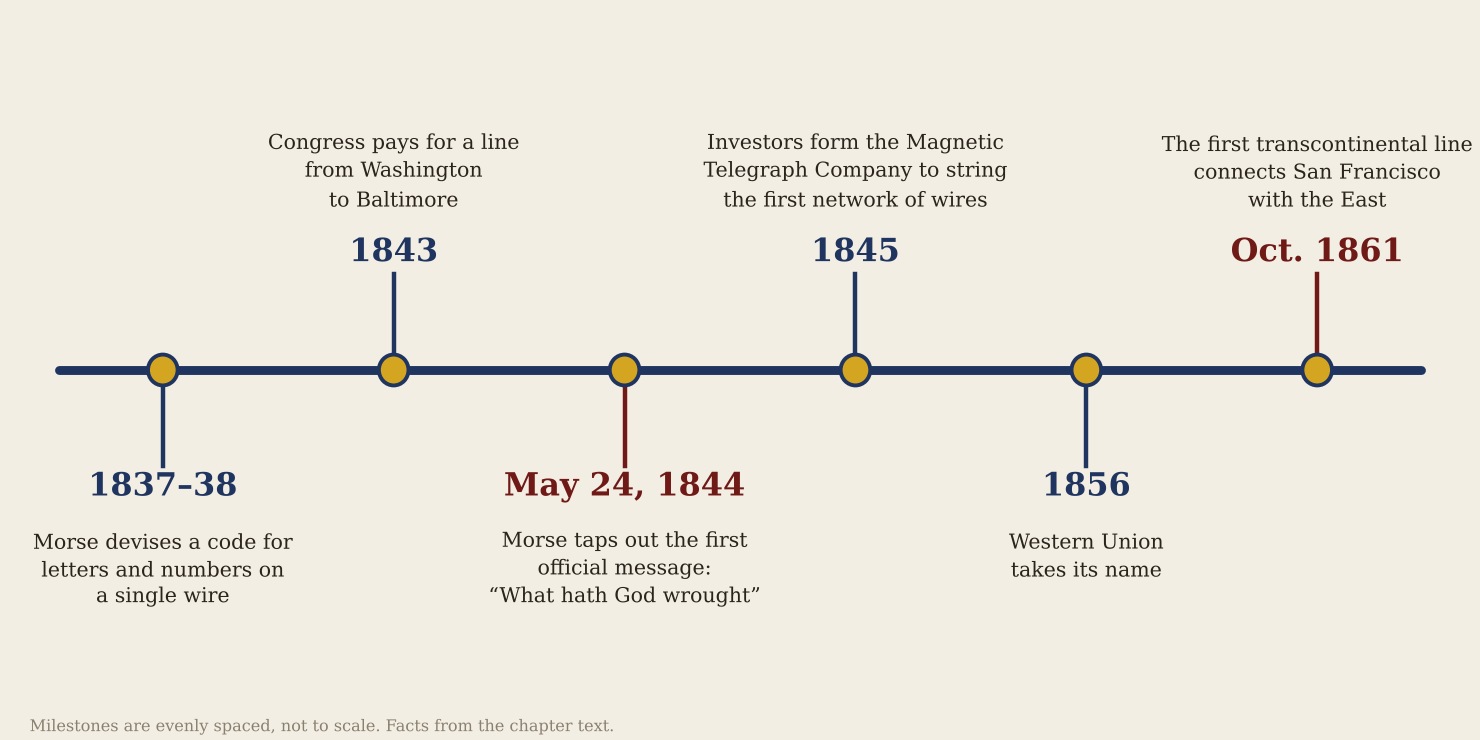 Congress pays for a line
from Washington
to Baltimore
1843
Investors form the Magnetic
Telegraph Company to string
the first network of wires
1845
The first transcontinental line
connects San Francisco
with the East
Oct. 1861
1837–38
Morse devises a code for
letters and numbers on
a single wire
May 24, 1844
Morse taps out the first
official message:
“What hath God wrought”
1856
Western Union
takes its name
Milestones are evenly spaced, not to scale. Facts from the chapter text.